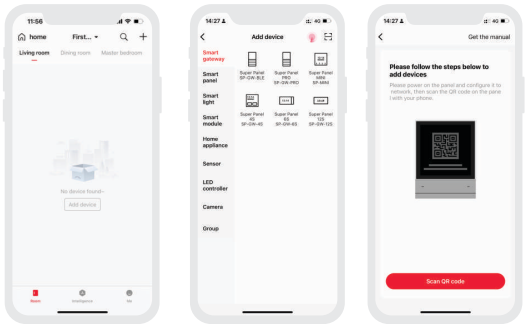 11:56
home
First...
Living room
Dining room
Master bedroom
No device found~
Add device
Room
Intelligence
14:27
4G
Add device
Smart
gateway
Smart
panel
Smart
light
Smart
module
Home
appliance
Sensor
LED
controller
Camera
Group
Super Panel
SP-GW-BLE
Super Panel
PRO
SP-GW-PRO
Super Panel
MINI
SP-MINI
Super Panel
4S
SP-GW-4S
Super Panel
6S
SP-GW-6S
Super Panel
12S
SP-GW-12S
14:27
4G
Get the manual
Please follow the steps below to
add devices
Please power on the panel and configure it to
network, then scan the QR code on the pane
l with your phone.
Scan QR code